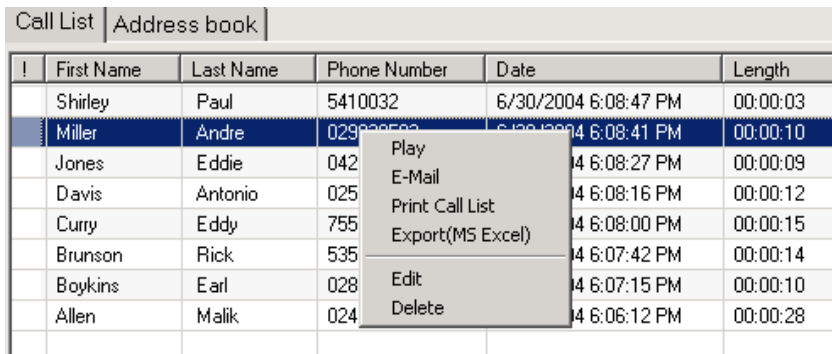 Call List Address book
! First Name Last Name Phone Number Date Length
Shirley Paul 5410032 6/30/2004 6:08:47 PM 00:00:03
Miller Andre 6:08:41 PM 00:00:10
Jones Eddie 042 4 6:08:27 PM 00:00:09
Davis Antonio 025 4 6:08:16 PM 00:00:12
Curry Eddy 755 4 6:08:00 PM 00:00:15
Brunson Rick 535 4 6:07:42 PM 00:00:14
Boykins Earl 028 4 6:07:15 PM 00:00:10
Allen Malik 024 4 6:06:12 PM 00:00:28
Play
E-Mail
Print Call List
Export(MS Excel)
Edit
Delete